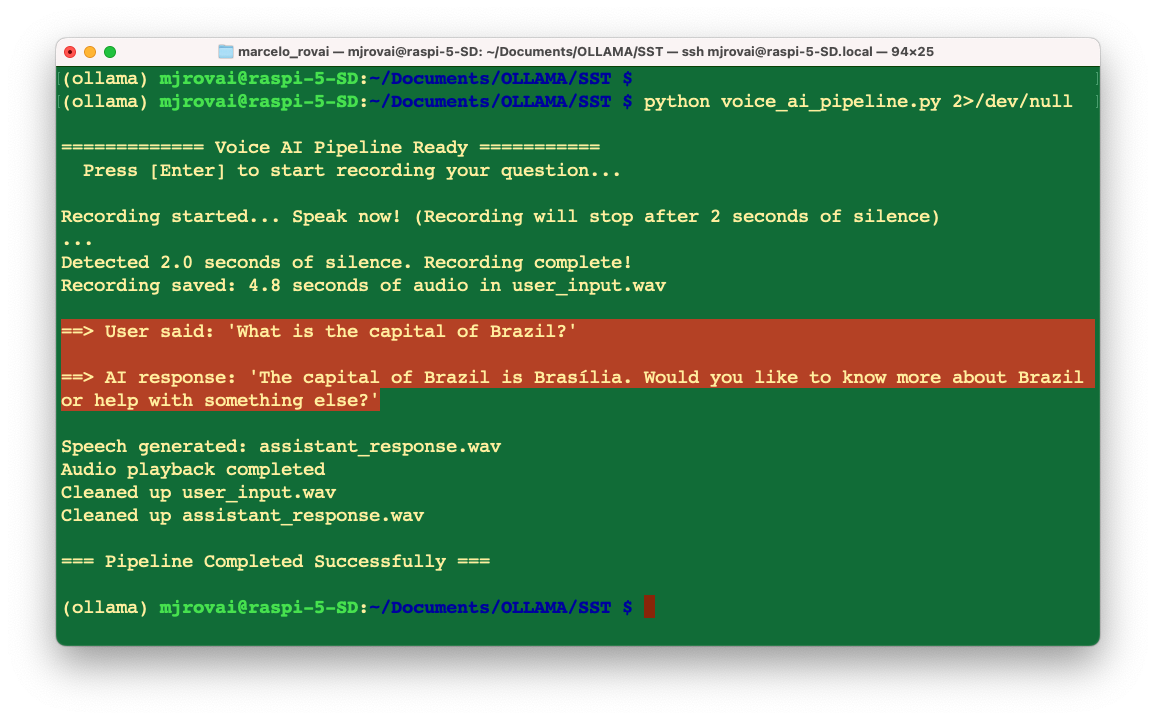 marcelo_rovai — mjrovai@raspi-5-SD: ~/Documents/OLLAMA/SST — ssh mjrovai@raspi-5-SD.local — 94×25
(ollama) mjrovai@raspi-5-SD:~/Documents/OLLAMA/SST $
(ollama) mjrovai@raspi-5-SD:~/Documents/OLLAMA/SST $ python voice_ai_pipeline.py 2>/dev/null
============= Voice AI Pipeline Ready ===========
Press [Enter] to start recording your question...
Recording started... Speak now! (Recording will stop after 2 seconds of silence)
...
Detected 2.0 seconds of silence. Recording complete!
Recording saved: 4.8 seconds of audio in user_input.wav
==> User said: 'What is the capital of Brazil?'
==> AI response: 'The capital of Brazil is Brasília. Would you like to know more about Brazil
or help with something else?'
Speech generated: assistant_response.wav
Audio playback completed
Cleaned up user_input.wav
Cleaned up assistant_response.wav
=== Pipeline Completed Successfully ===
(ollama) mjrovai@raspi-5-SD:~/Documents/OLLAMA/SST $